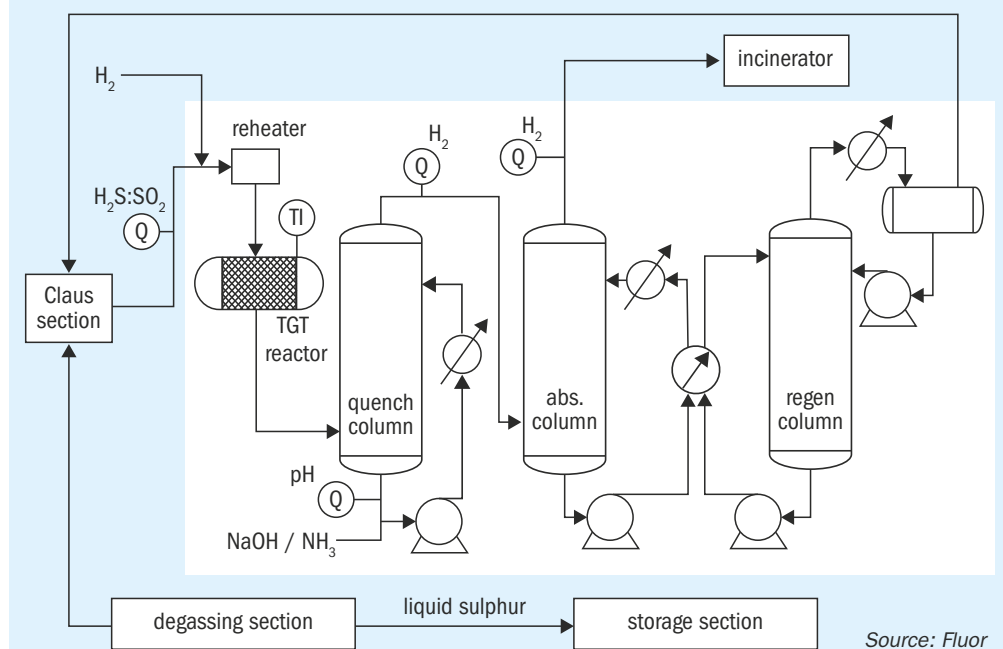 incinerator
H₂
reheater
H₂
H₂
Q
Q
H₂S:SO₂
Q
TI
Claus
section
TGT
reactor
quench
column
abs.
column
regen
column
pH
Q
NaOH / NH₃
degassing section
liquid sulphur
storage section
Source: Fluor